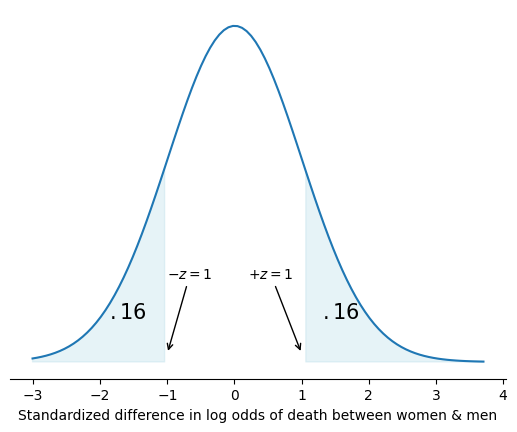 −z = 1
+z = 1
.16
.16
−3 −2 −1 0 1 2 3 4
Standardized difference in log odds of death between women & men